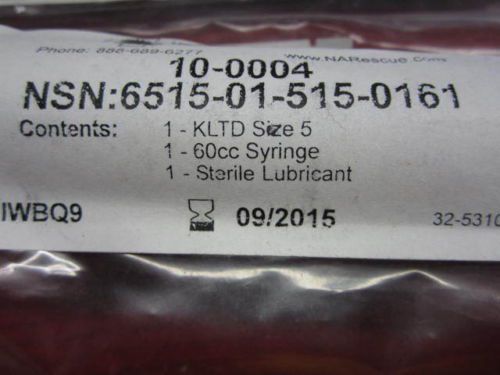 Phone: 888-689-6277 www.NARescue.com
10-0004
NSN:6515-01-515-0161
Contents: 1 - KLTD Size 5
1 - 60cc Syringe
1 - Sterile Lubricant
IWBQ9 09/2015 32-5310